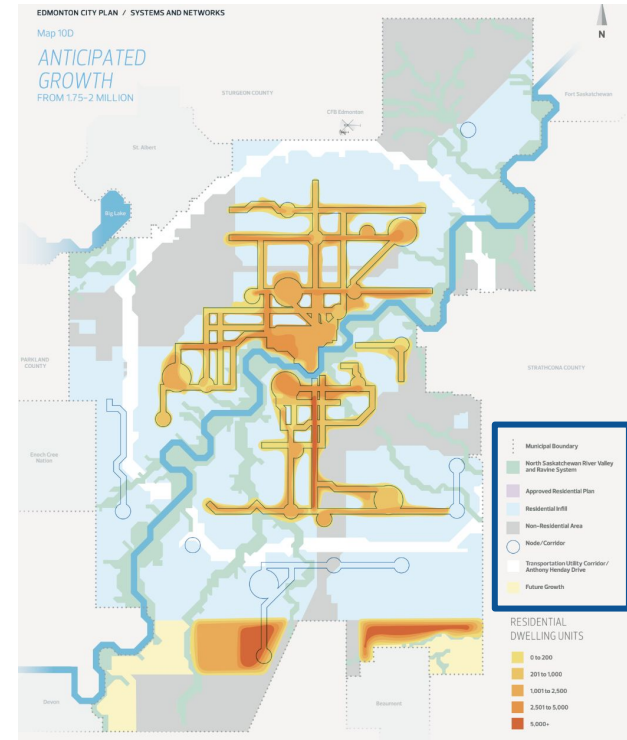 EDMONTON CITY PLAN / SYSTEMS AND NETWORKS
Map 10D
ANTICIPATED
GROWTH
FROM 1.75–2 MILLION
N
STURGEON COUNTY
Fort Saskatchewan
CFB Edmonton
St. Albert
Big Lake
PARKLAND
COUNTY
STRATHCONA COUNTY
Enoch Cree
Nation
Devon
Beaumont
Municipal Boundary
North Saskatchewan River Valley
and Ravine System
Approved Residential Plan
Residential Infill
Non-Residential Area
Node/Corridor
Transportation Utility Corridor/
Anthony Henday Drive
Future Growth
RESIDENTIAL
DWELLING UNITS
0 to 200
201 to 1,000
1,001 to 2,500
2,501 to 5,000
5,000+